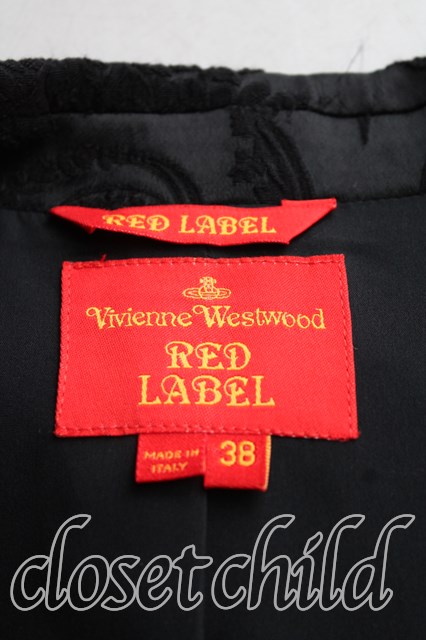 RED LABEL
Vivienne Westwood
RED
LABEL
MADE IN
ITALY
38
closet child